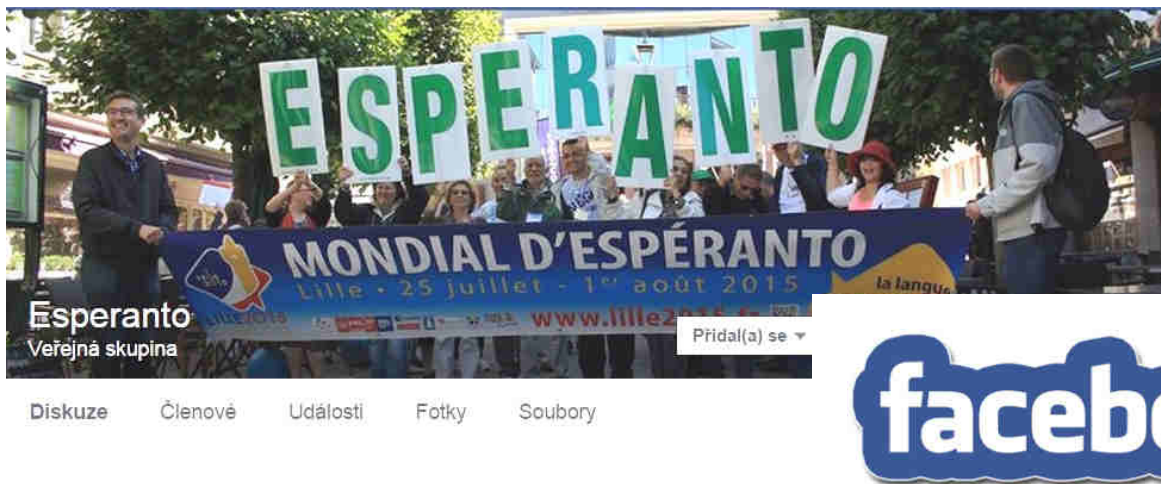 ESPERANTO
MONDIAL D'ESPÉRANTO
Lille • 25 juillet - 1er août 2015
la langue
www.lille2015.fr
Esperanto
Veřejná skupina
Přidal(a) se
Diskuze Členové Události Fotky Soubory
facebo